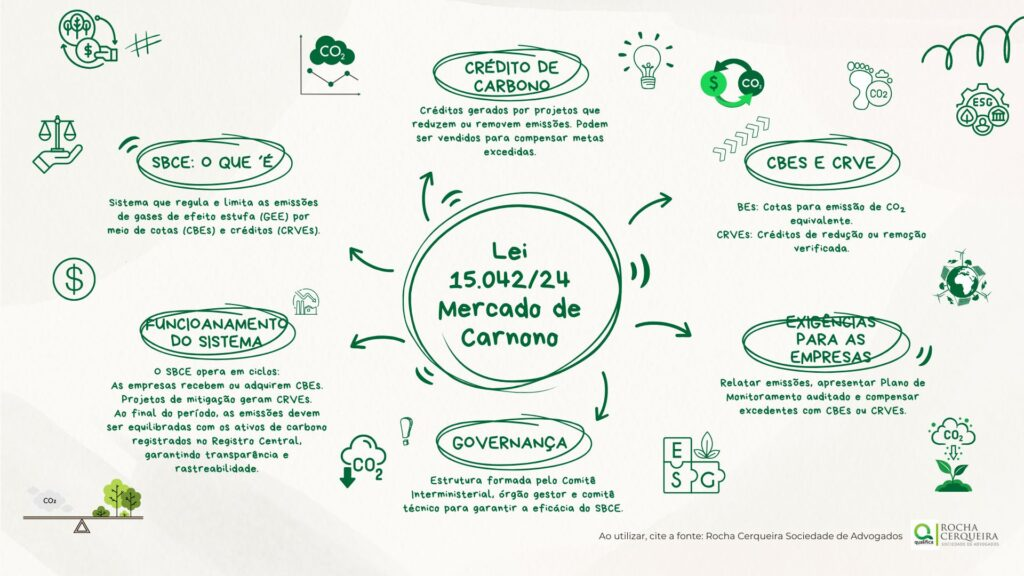 CO₂
CRÉDITO DE
CARBONO
Créditos gerados por projetos que
reduzem ou removem emissões. Podem
ser vendidos para compensar metas
excedidas.
$
CO₂
CO₂
ESG
SBCE: O QUE 'É
Sistema que regula e limita as emissões
de gases de efeito estufa (GEE) por
meio de cotas (CBEs) e créditos (CRVEs).
CBES E CRVE
BEs: Cotas para emissão de CO₂
equivalente.
CRVEs: Créditos de redução ou remoção
verificada.
Lei
15.042/24
Mercado de
Carnono
$
FUNCIOANAMENTO
DO SISTEMA
O SBCE opera em ciclos:
As empresas recebem ou adquirem CBEs.
Projetos de mitigação geram CRVEs.
Ao final do período, as emissões devem
ser equilibradas com os ativos de carbono
registrados no Registro Central,
garantindo transparência e
rastreabilidade.
EXIGÊNCIAS
PARA AS
EMPRESAS
Relatar emissões, apresentar Plano de
Monitoramento auditado e compensar
excedentes com CBEs ou CRVEs.
GOVERNANÇA
Estrutura formada pelo Comitê
Interministerial, órgão gestor e comitê
técnico para garantir a eficácia do SBCE.
CO₂
E
S G
CO₂
CO₂
Ao utilizar, cite a fonte: Rocha Cerqueira Sociedade de Advogados
qualifica
ROCHA
CERQUEIRA
SOCIEDADE DE ADVOGADOS